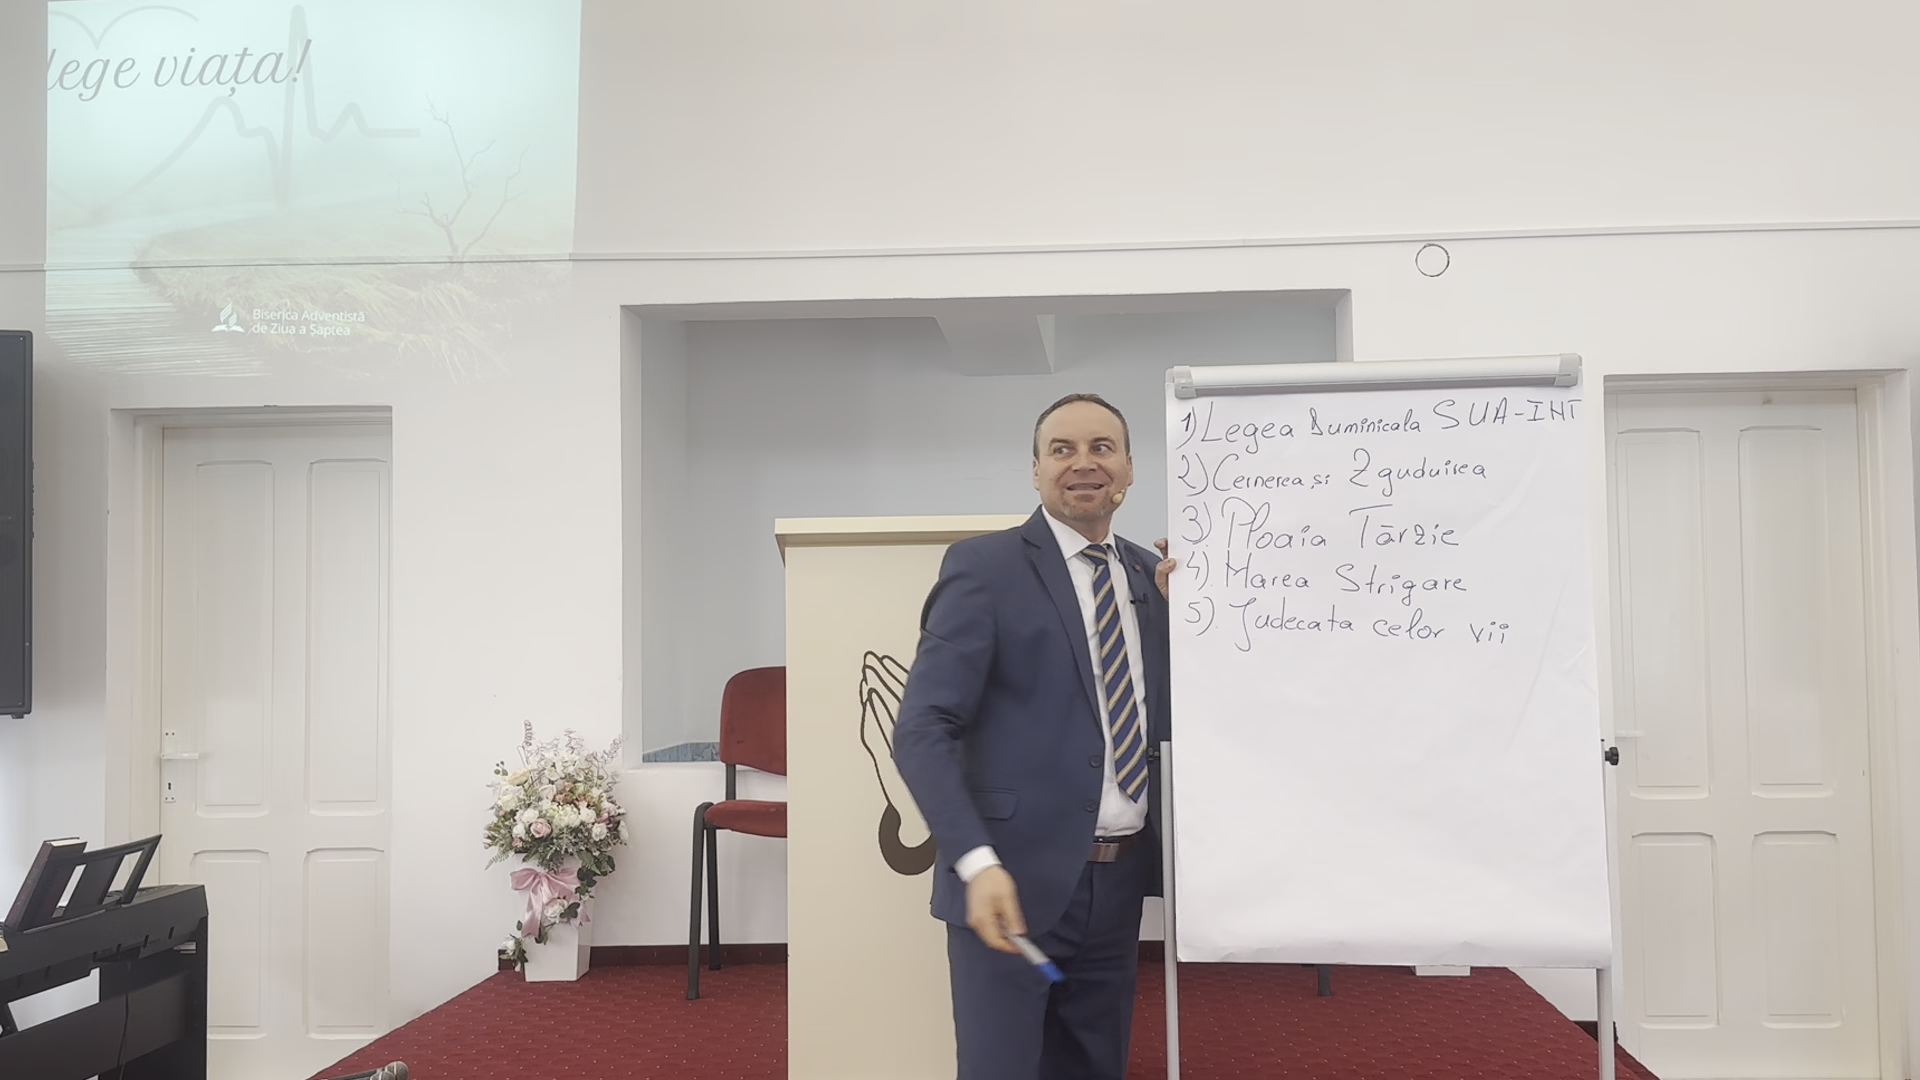 lege viața!
Biserica Adventistă
de Ziua a Șaptea
1) Legea Duminicala SUA-INT
2) Cernerea și Zguduirea
3). Ploaia Târzie
4). Marea Strigare
5). Judecata celor vii